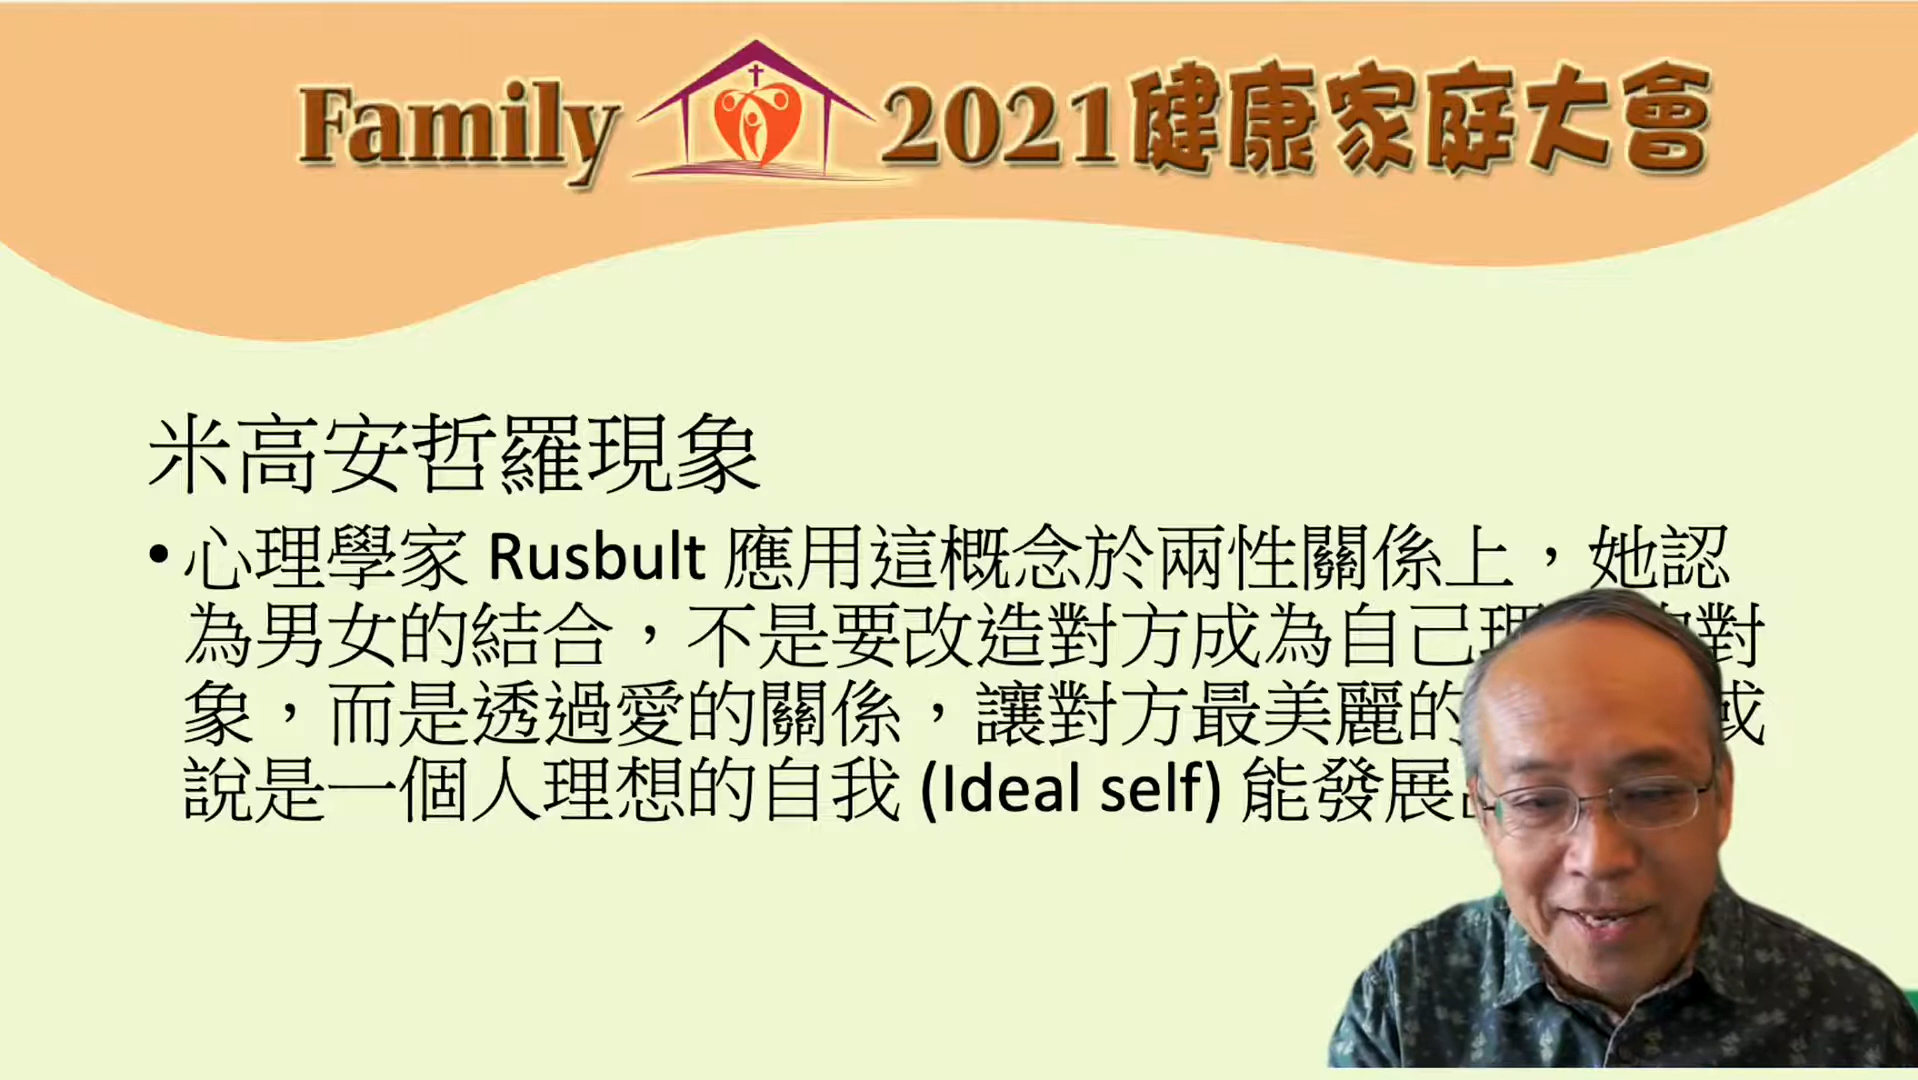 Family 2021健康家庭大會
米高安哲羅現象
• 心理學家 Rusbult 應用這概念於兩性關係上，她認
為男女的結合，不是要改造對方成為自己 對
象，而是透過愛的關係，讓對方最美麗的 或
說是一個人理想的自我 (Ideal self) 能發展